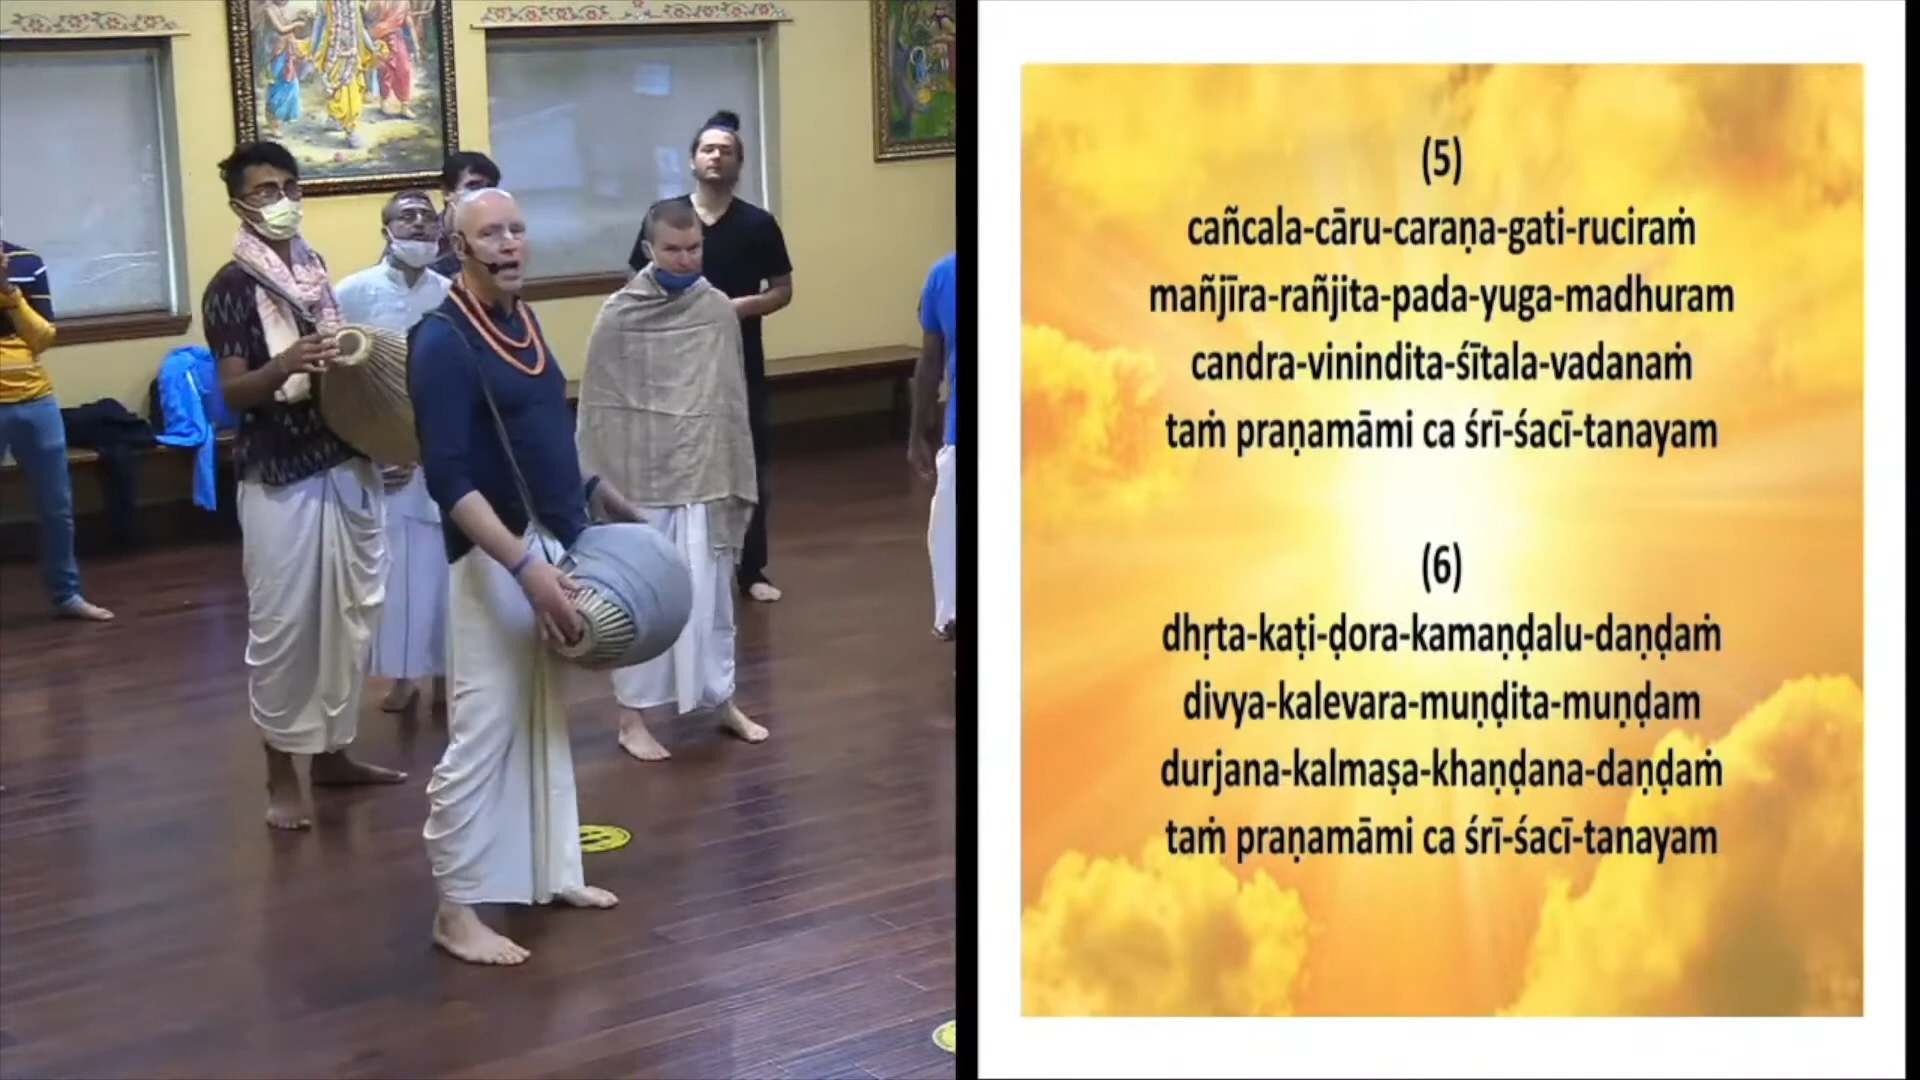 (5)
cañcala-cāru-caraṇa-gati-ruciraṁ
mañjīra-rañjita-pada-yuga-madhuram
candra-vinindita-śītala-vadanaṁ
taṁ praṇamāmi ca śrī-śacī-tanayam
(6)
dhṛta-kaṭi-ḍora-kamaṇḍalu-daṇḍaṁ
divya-kalevara-muṇḍita-muṇḍam
durjana-kalmaṣa-khaṇḍana-daṇḍaṁ
taṁ praṇamāmi ca śrī-śacī-tanayam